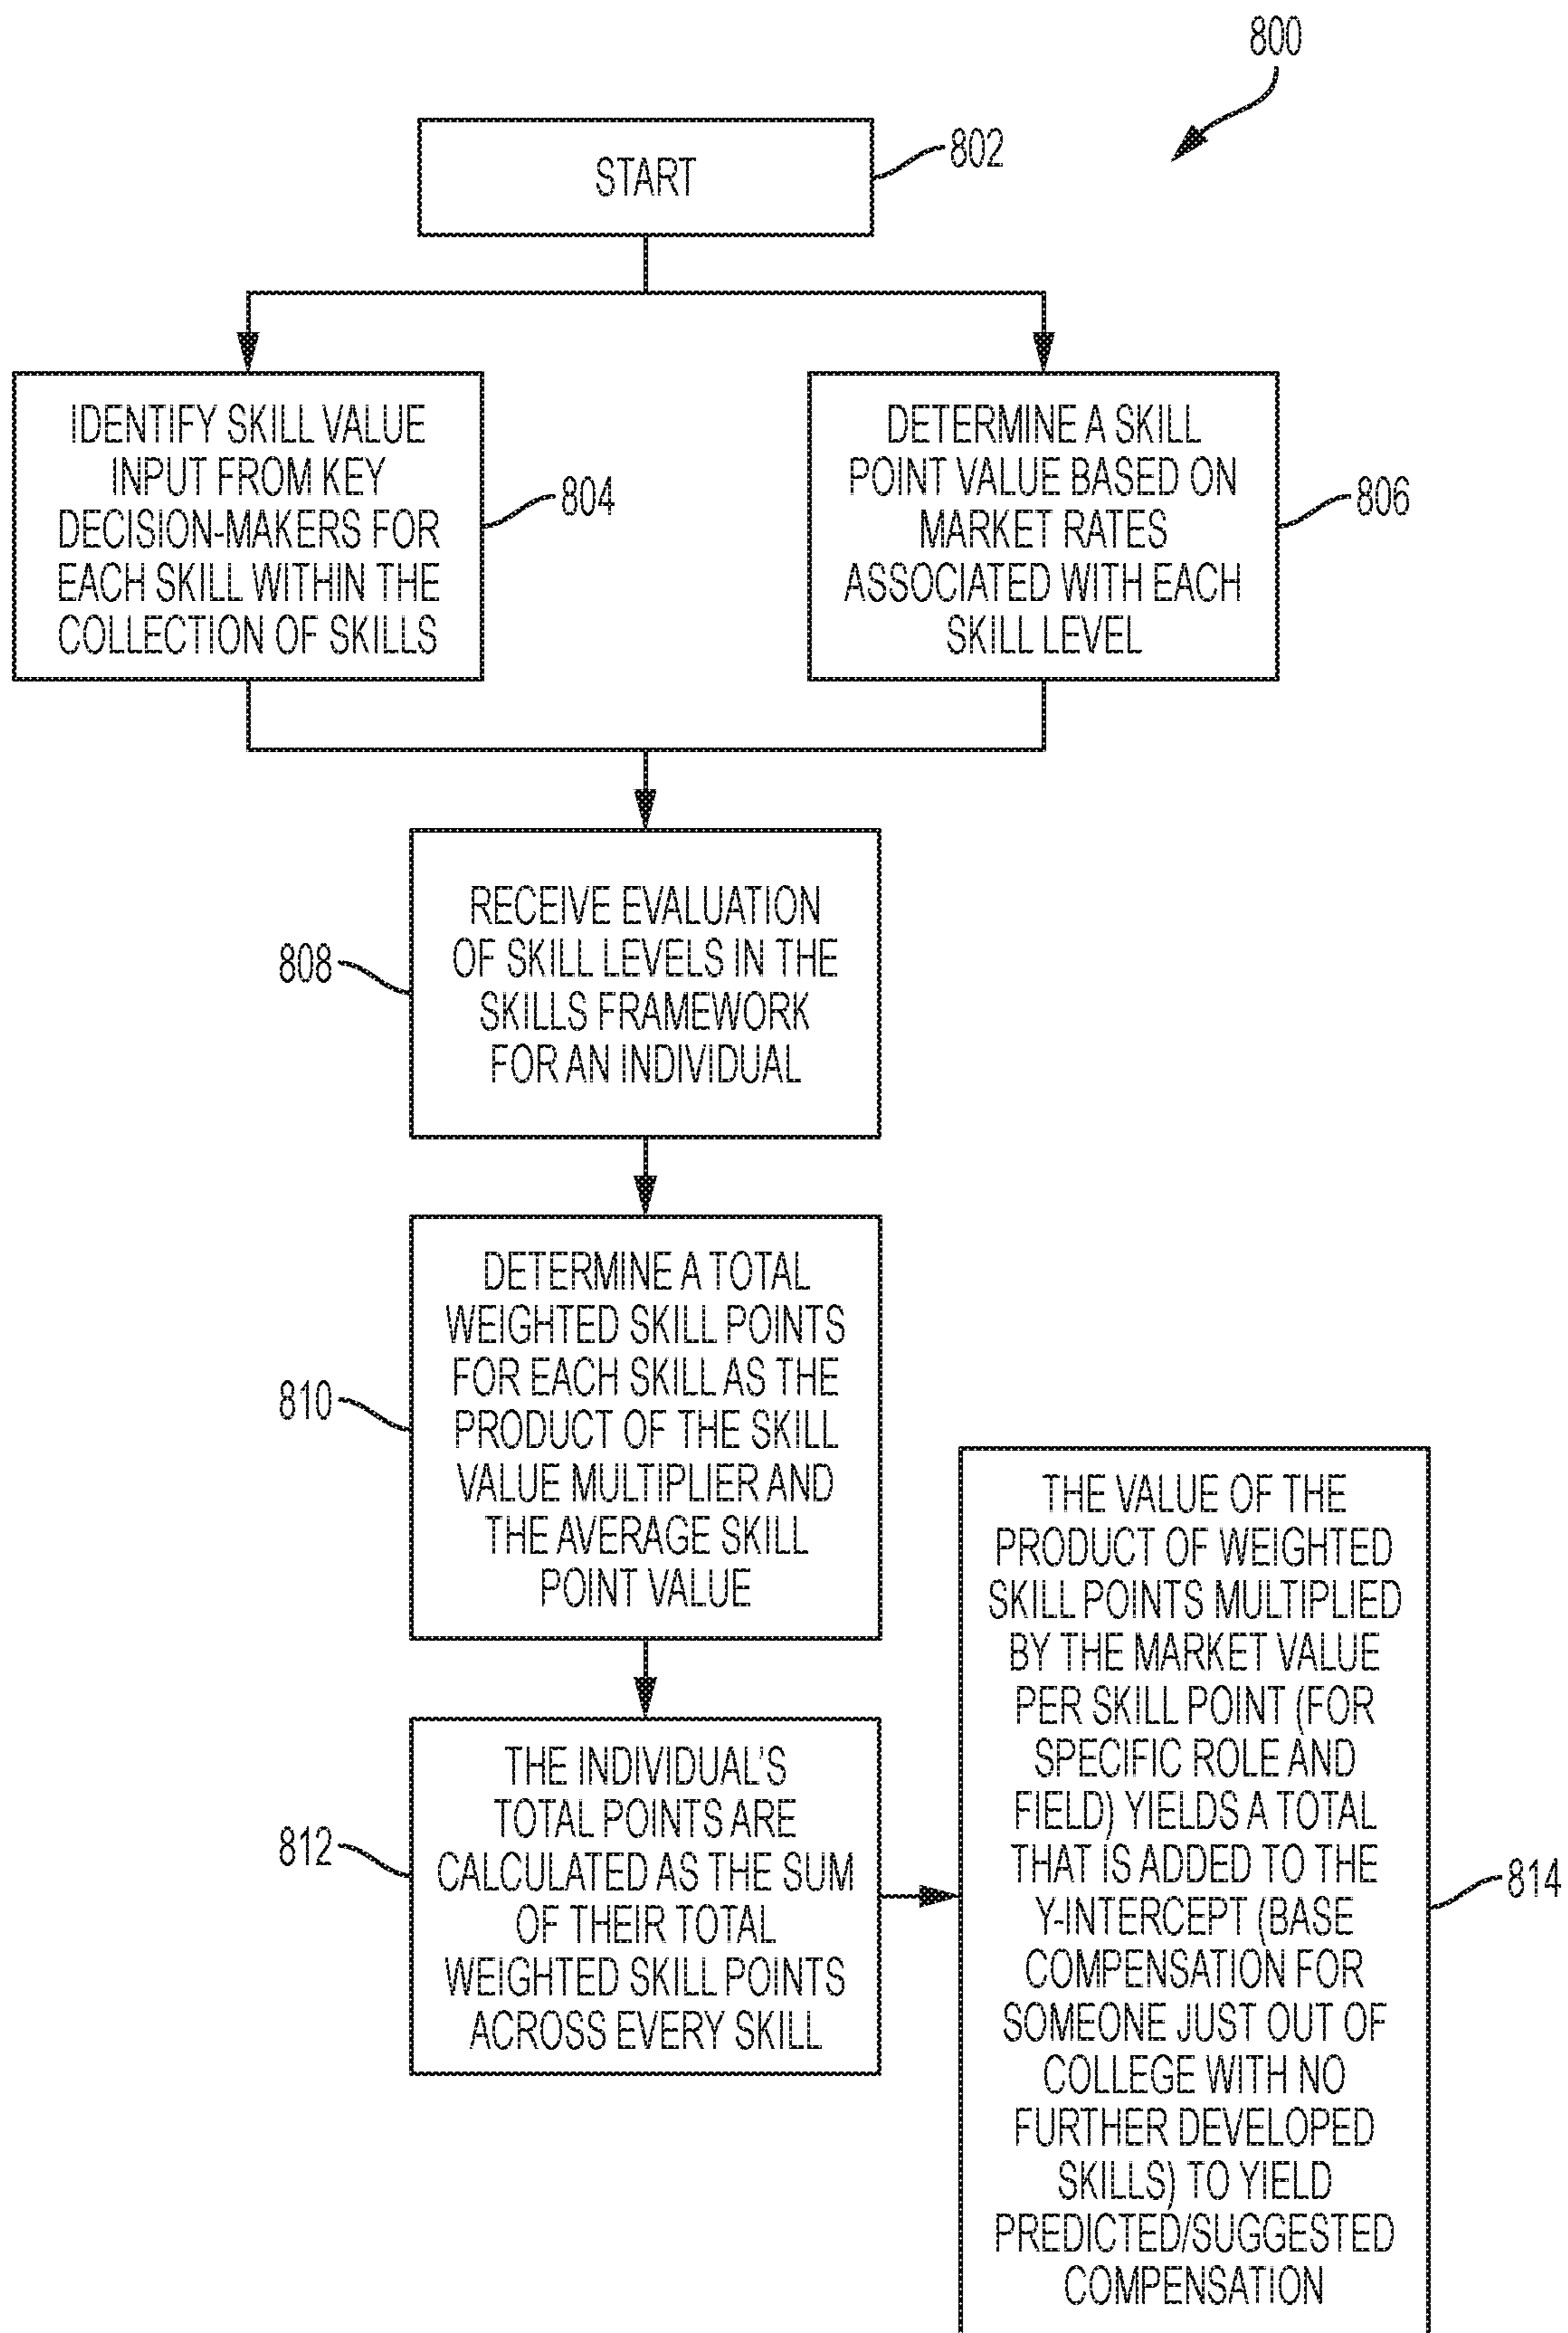 800
START
802
IDENTIFY SKILL VALUE
INPUT FROM KEY
DECISION-MAKERS FOR
EACH SKILL WITHIN THE
COLLECTION OF SKILLS
804
DETERMINE A SKILL
POINT VALUE BASED ON
MARKET RATES
ASSOCIATED WITH EACH
SKILL LEVEL
806
RECEIVE EVALUATION
OF SKILL LEVELS IN THE
SKILLS FRAMEWORK
FOR AN INDIVIDUAL
808
DETERMINE A TOTAL
WEIGHTED SKILL POINTS
FOR EACH SKILL AS THE
PRODUCT OF THE SKILL
VALUE MULTIPLIER AND
THE AVERAGE SKILL
POINT VALUE
810
THE INDIVIDUAL'S
TOTAL POINTS ARE
CALCULATED AS THE SUM
OF THEIR TOTAL
WEIGHTED SKILL POINTS
ACROSS EVERY SKILL
812
THE VALUE OF THE
PRODUCT OF WEIGHTED
SKILL POINTS MULTIPLIED
BY THE MARKET VALUE
PER SKILL POINT (FOR
SPECIFIC ROLE AND
FIELD) YIELDS A TOTAL
THAT IS ADDED TO THE
Y-INTERCEPT (BASE
COMPENSATION FOR
SOMEONE JUST OUT OF
COLLEGE WITH NO
FURTHER DEVELOPED
SKILLS) TO YIELD
PREDICTED/SUGGESTED
COMPENSATION
814